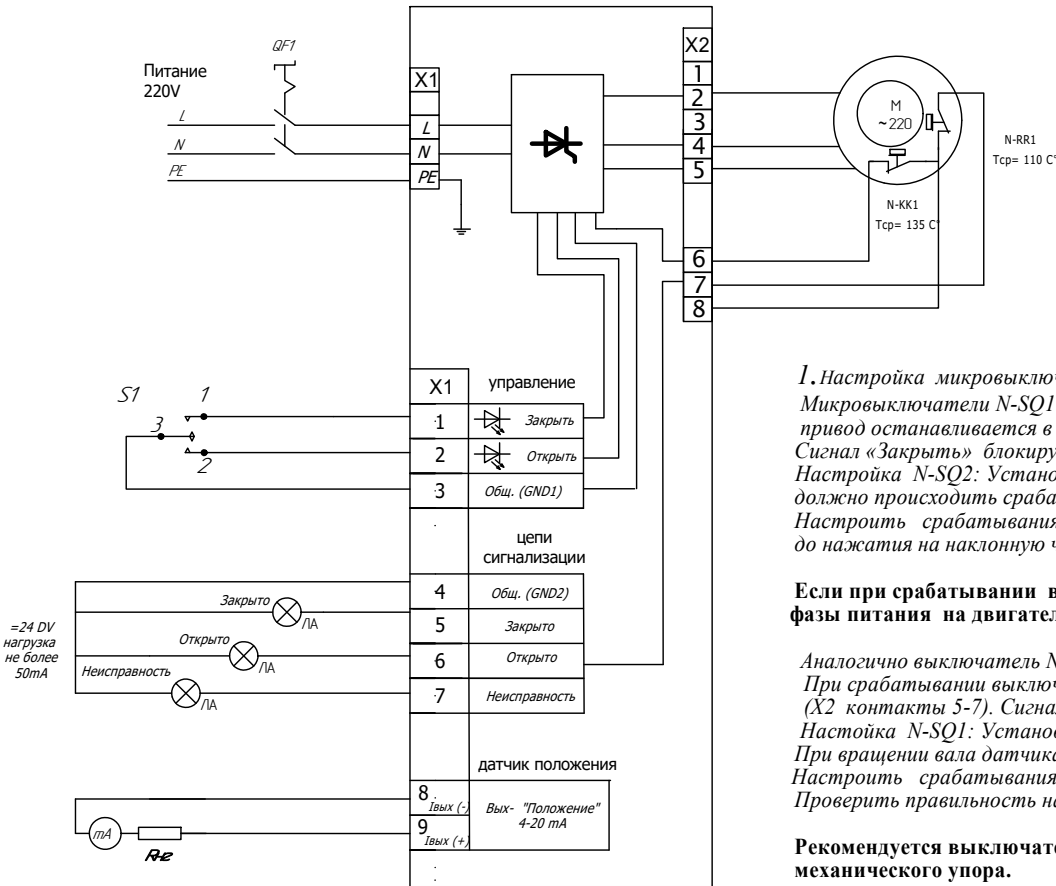 QF1
Питание
220V
L
N
PE
X1
L
N
PE
X2
1
2
3
4
5
6
7
8
M
~220
N-RR1
Тср= 110 C°
N-KK1
Тср= 135 C°
S1
1
3
2
X1
управление
1
Закрыть
2
Открыть
3
Общ. (GND1)
цепи
сигнализации
4
Общ. (GND2)
5
Закрыто
6
Открыто
7
Неисправность
Закрыто
ЛА
Открыто
ЛА
Неисправность
ЛА
=24 DV
нагрузка
не более
50mA
датчик положения
8
Iвых (-)
9
Iвых (+)
Вых- "Положение"
4-20 mA
mA
1. Настройка микровыключ
Микровыключатели N-SQ1
привод останавливается в
Сигнал «Закрыть» блокиру
Настройка N-SQ2: Устано
должно происходить сраба
Настроить срабатывания
до нажатия на наклонную ч
Если при срабатывании в
фазы питания на двигател
Аналогично выключатель N
При срабатывании выключ
(X2 контакты 5-7). Сигнал
Настойка N-SQ1: Установ
При вращении вала датчика
Настроить срабатывания
Проверить правильность на
Рекомендуется выключате
механического упора.